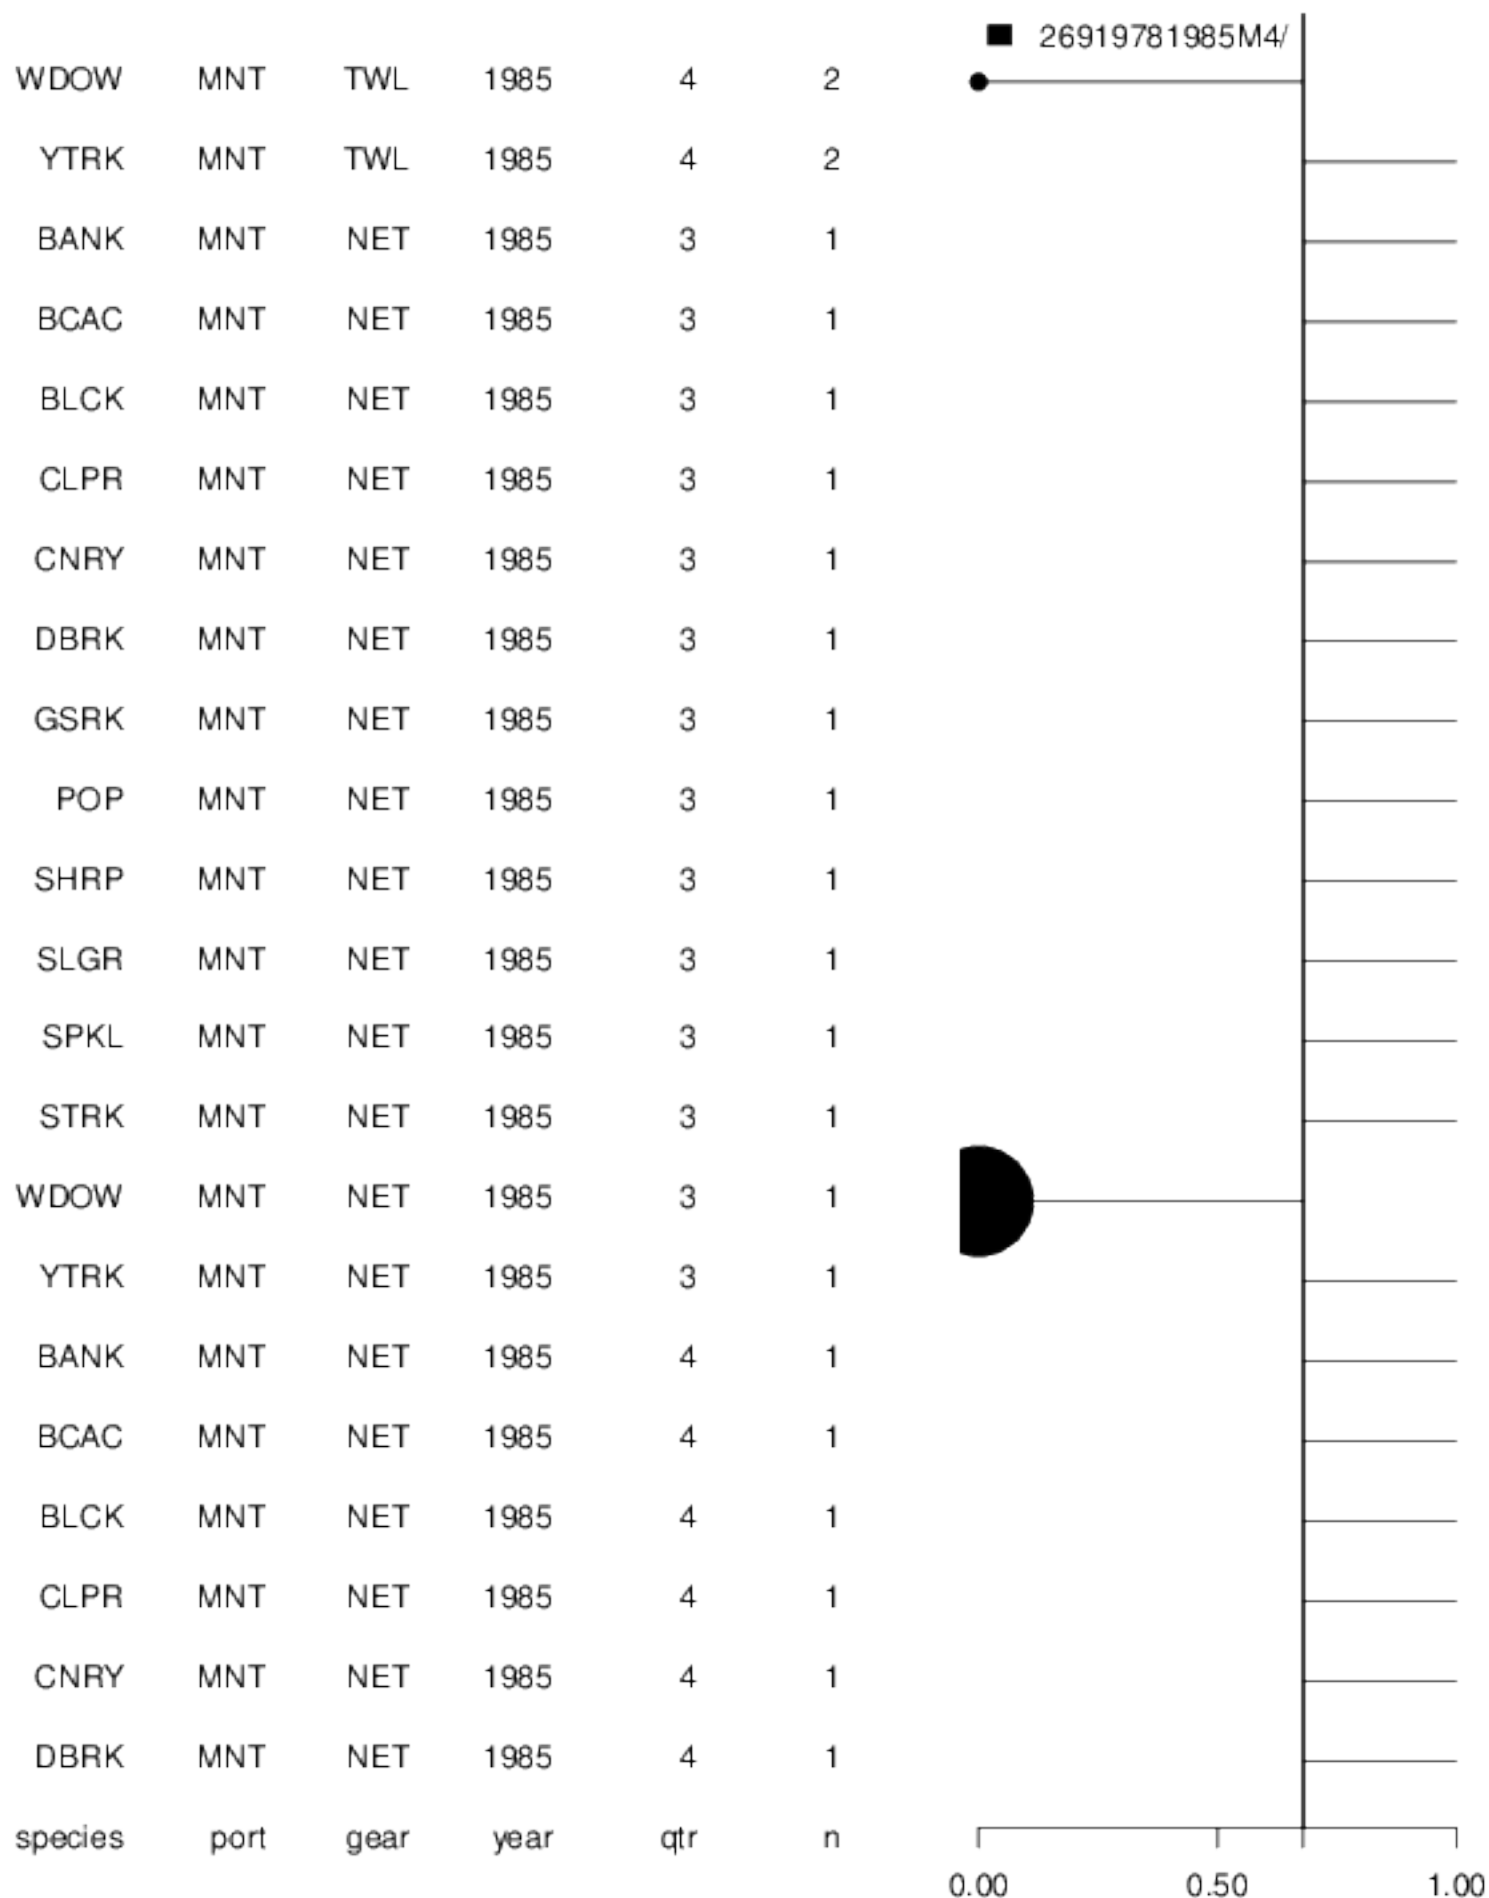 26919781985M4/
WDOW MNT TWL 1985 4 2
YTRK MNT TWL 1985 4 2
BANK MNT NET 1985 3 1
BCAC MNT NET 1985 3 1
BLCK MNT NET 1985 3 1
CLPR MNT NET 1985 3 1
CNRY MNT NET 1985 3 1
DBRK MNT NET 1985 3 1
GSRK MNT NET 1985 3 1
POP MNT NET 1985 3 1
SHRP MNT NET 1985 3 1
SLGR MNT NET 1985 3 1
SPKL MNT NET 1985 3 1
STRK MNT NET 1985 3 1
WDOW MNT NET 1985 3 1
YTRK MNT NET 1985 3 1
BANK MNT NET 1985 4 1
BCAC MNT NET 1985 4 1
BLCK MNT NET 1985 4 1
CLPR MNT NET 1985 4 1
CNRY MNT NET 1985 4 1
DBRK MNT NET 1985 4 1
species port gear year qtr n
0.00 0.50 1.00